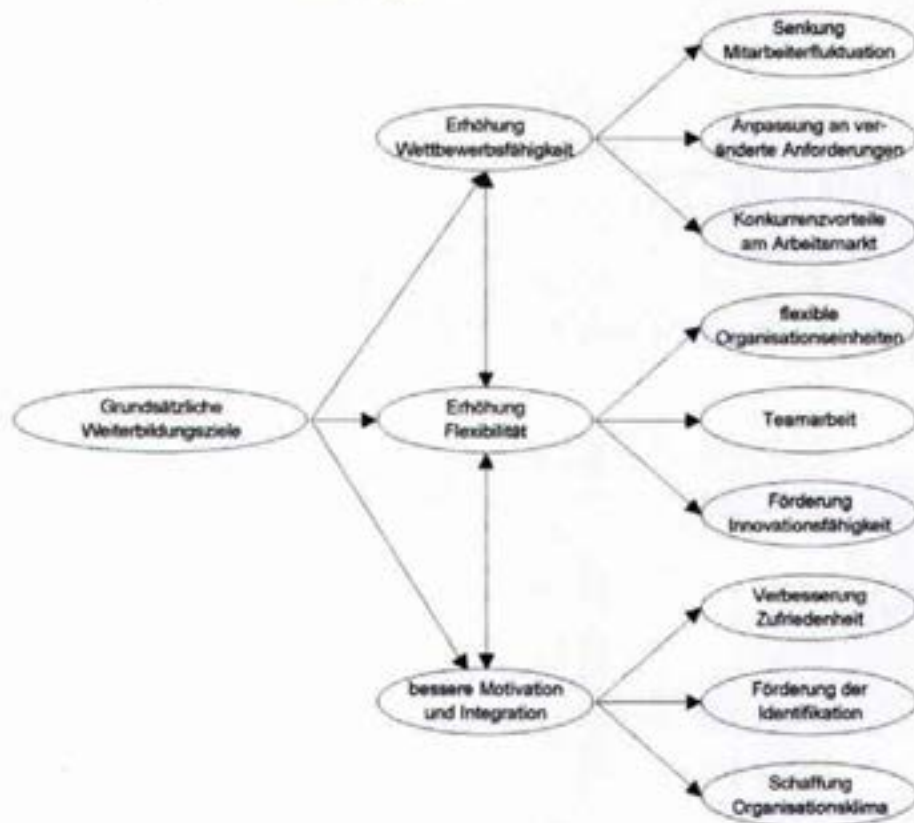 Senkung
Mitarbeiterfluktuation
Erhöhung
Wettbewerbsfähigkeit
Anpassung an ver-
änderte Anforderungen
Konkurrenzvorteile
am Arbeitsmarkt
flexible
Organisationseinheiten
Grundsätzliche
Weiterbildungsziele
Erhöhung
Flexibilität
Teamarbeit
Förderung
Innovationsfähigkeit
Verbesserung
Zufriedenheit
bessere Motivation
und Integration
Förderung der
Identifikation
Schaffung
Organisationsklima